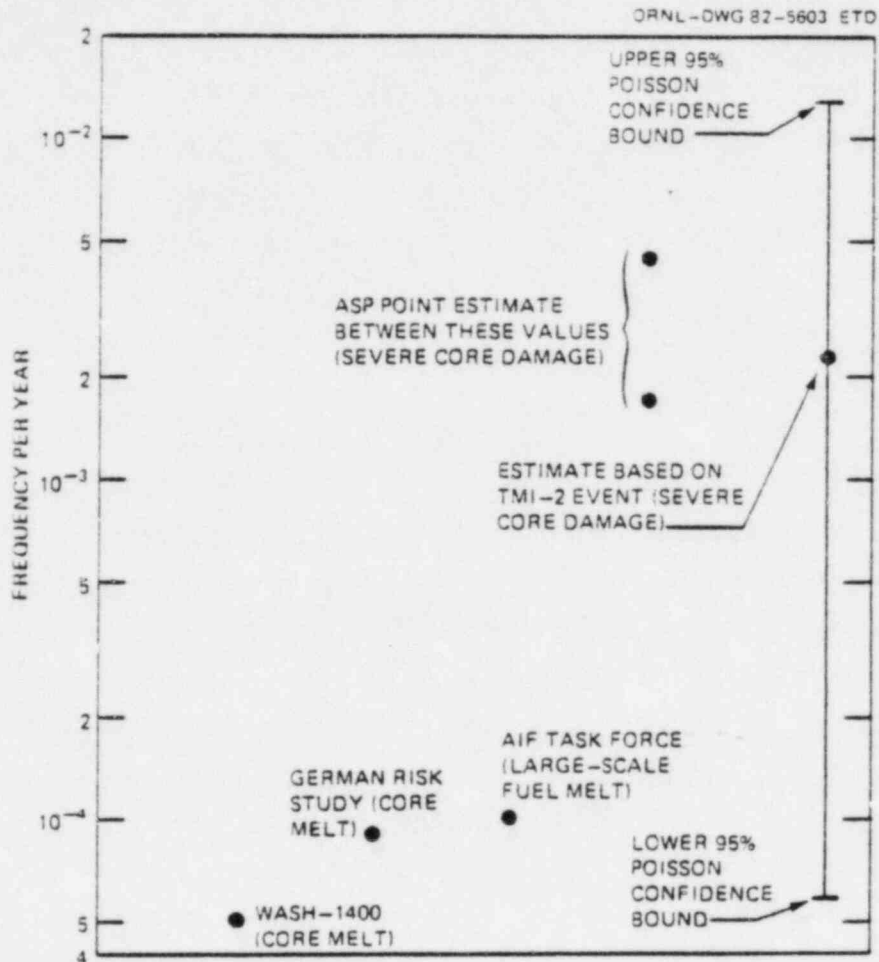 ORNL-DWG 82-5603 ETD
2
UPPER 95%
POISSON
CONFIDENCE
BOUND
10⁻²
5
ASP POINT ESTIMATE
BETWEEN THESE VALUES
(SEVERE CORE DAMAGE)
2
FREQUENCY PER YEAR
ESTIMATE BASED ON
TMI-2 EVENT (SEVERE
CORE DAMAGE)
10⁻³
5
2
AIF TASK FORCE
(LARGE-SCALE
FUEL MELT)
GERMAN RISK
STUDY (CORE
MELT)
10⁻⁴
LOWER 95%
POISSON
CONFIDENCE
BOUND
5
WASH-1400
(CORE MELT)
4